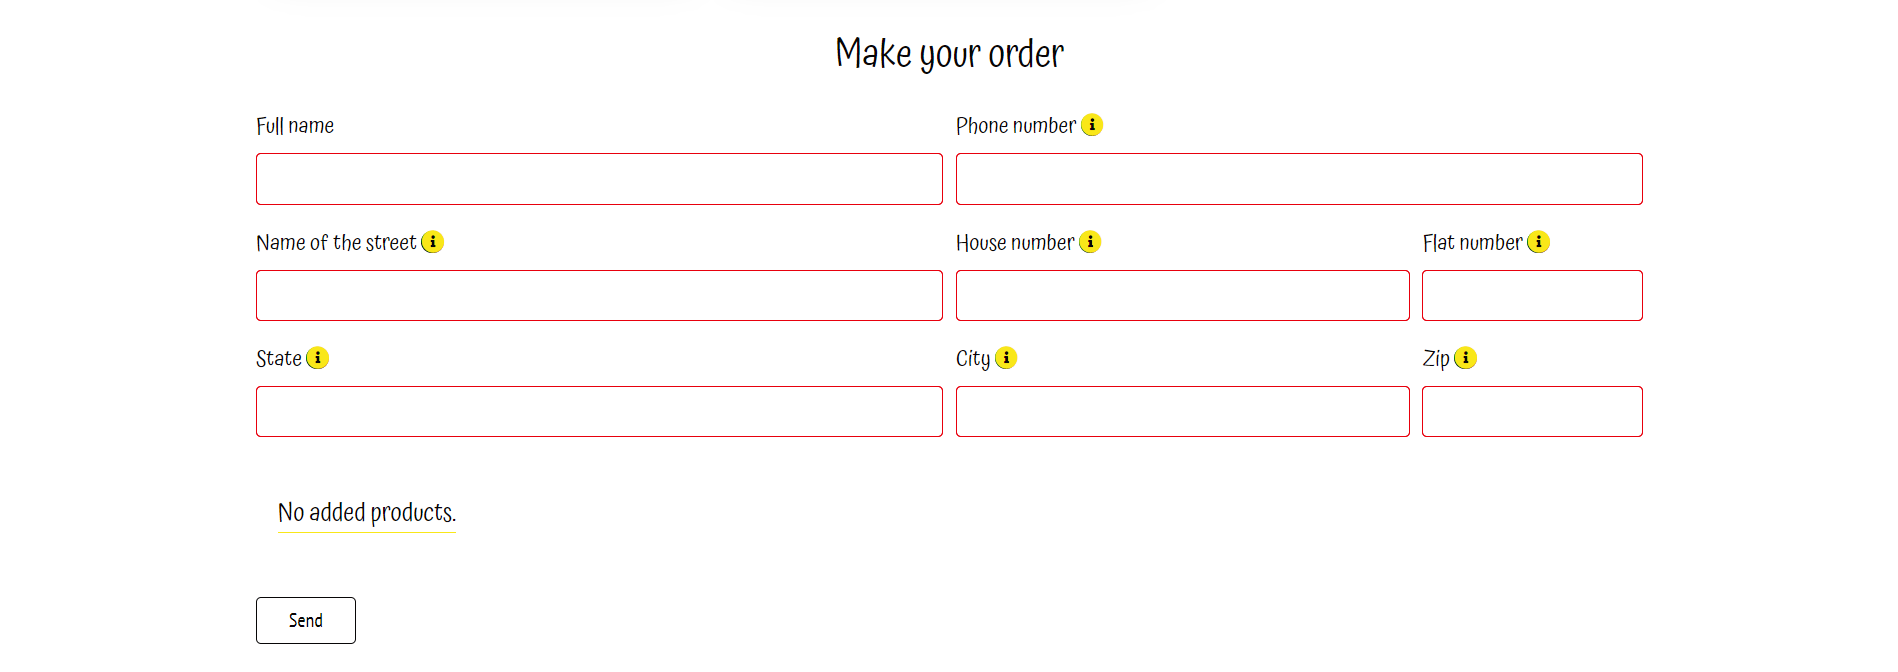 Make your order
Full name
Phone number i
Name of the street i
House number i
Flat number i
State i
City i
Zip i
No added products.
Send